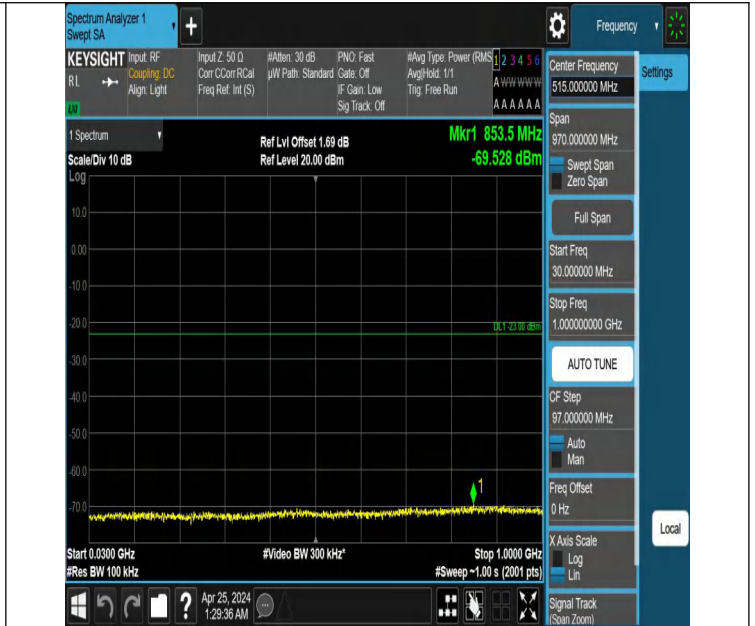 Spectrum Analyzer 1
Swept SA
+
Frequency
KEYSIGHT
RL
LXI
Input: RF
Coupling: DC
Align: Light
Input Z: 50 Ω
Corr CCorr RCal
Freq Ref: Int (S)
#Atten: 30 dB
µW Path: Standard
PNO: Fast
Gate: Off
IF Gain: Low
Sig Track: Off
#Avg Type: Power (RMS
Avg|Hold: 1/1
Trig: Free Run
1 2 3 4 5 6
A W W W W W
A A A A A A
1 Spectrum
Scale/Div 10 dB
Ref Lvl Offset 1.69 dB
Ref Level 20.00 dBm
Mkr1 853.5 MHz
-69.528 dBm
Log
10.0
0.00
-10.0
-20.0
DL1 -23.00 dBm
-30.0
-40.0
-50.0
-60.0
1
-70.0
Start 0.0300 GHz
#Res BW 100 kHz
#Video BW 300 kHz*
Stop 1.0000 GHz
#Sweep ~1.00 s (2001 pts)
?
Apr 25, 2024
1:29:36 AM
Center Frequency
515.000000 MHz
Span
970.000000 MHz
Swept Span
Zero Span
Full Span
Start Freq
30.000000 MHz
Stop Freq
1.000000000 GHz
AUTO TUNE
CF Step
97.000000 MHz
Auto
Man
Freq Offset
0 Hz
X Axis Scale
Log
Lin
Signal Track
(Span Zoom)
Settings
Local